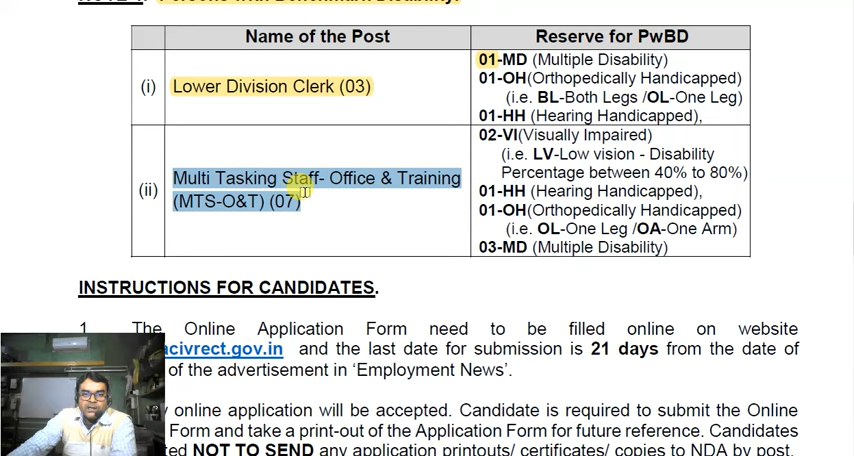 Name of the Post
Reserve for PwBD
(i)
Lower Division Clerk (03)
01-MD (Multiple Disability)
01-OH(Orthopedically Handicapped)
(i.e. BL-Both Legs /OL-One Leg)
01-HH (Hearing Handicapped),
(ii)
Multi Tasking Staff- Office & Training
(MTS-O&T) (07)
02-VI(Visually Impaired)
(i.e. LV-Low vision - Disability
Percentage between 40% to 80%)
01-HH (Hearing Handicapped),
01-OH(Orthopedically Handicapped)
(i.e. OL-One Leg /OA-One Arm)
03-MD (Multiple Disability)
INSTRUCTIONS FOR CANDIDATES.
1 The Online Application Form need to be filled online on website
acivrect.gov.in and the last date for submission is 21 days from the date of
of the advertisement in ‘Employment News’.
online application will be accepted. Candidate is required to submit the Online
Form and take a print-out of the Application Form for future reference. Candidates
NOT TO SEND any application printouts/ certificates/ copies to NDA by post.